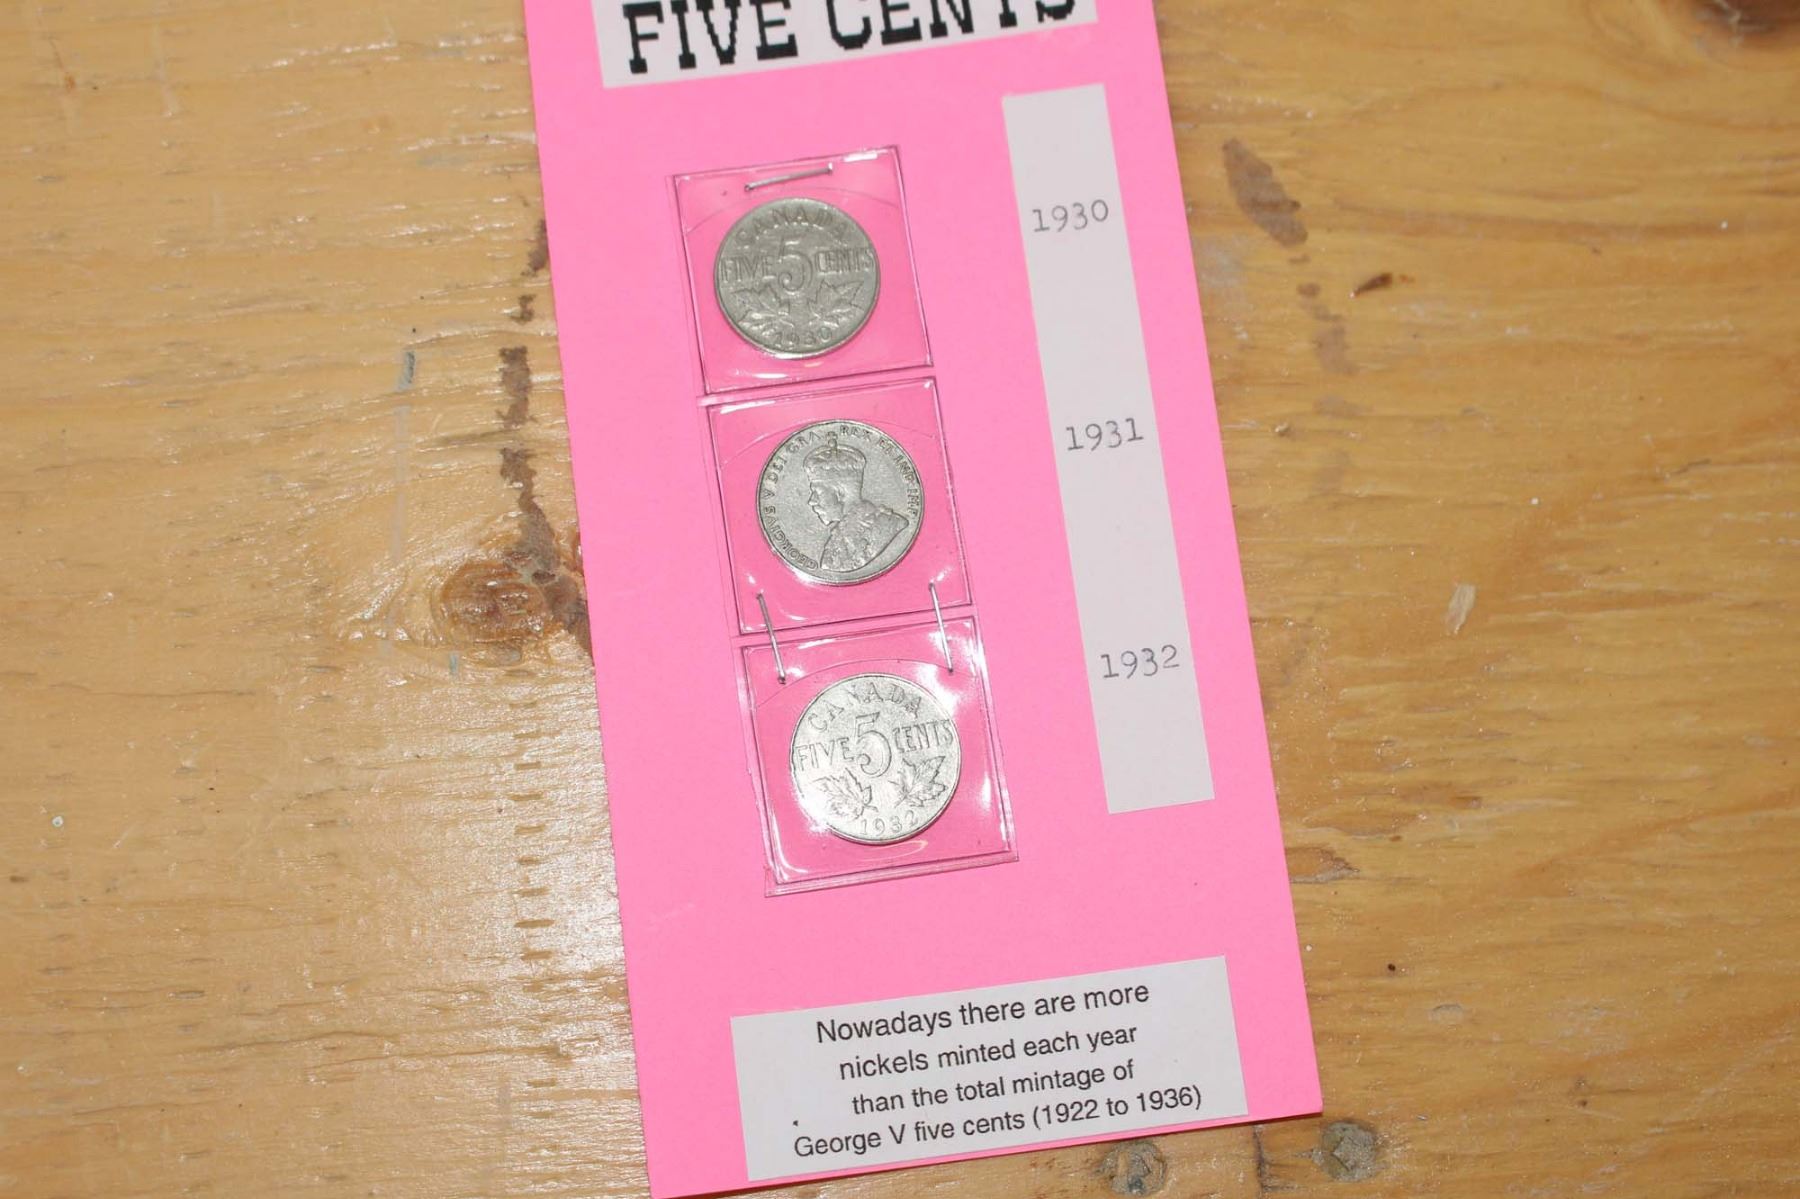 FIVE CENTS
1930
CANADA
FIVE 5 CENTS
1930
1931
GEORGIVS V DEI GRA: REX ET IND: IMP:
1932
CANADA
FIVE 5 CENTS
1932
Nowadays there are more
nickels minted each year
than the total mintage of
George V five cents (1922 to 1936)